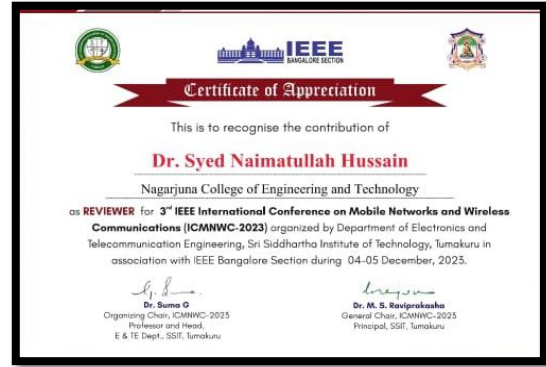 IEEE
BANGALORE SECTION
Certificate of Appreciation
This is to recognise the contribution of
Dr. Syed Naimatullah Hussain
Nagarjuna College of Engineering and Technology
as REVIEWER for 3rd IEEE International Conference on Mobile Networks and Wireless
Communications (ICMNWC-2023) organized by Department of Electronics and
Telecommunication Engineering, Sri Siddhartha Institute of Technology, Tumakuru in
association with IEEE Bangalore Section during 04-05 December, 2023.
Dr. Suma G
Organizing Chair, ICMNWC-2023
Professor and Head,
E & TE Dept., SSIT, Tumakuru
Dr. M. S. Raviprakasha
General Chair, ICMNWC-2023
Principal, SSIT, Tumakuru